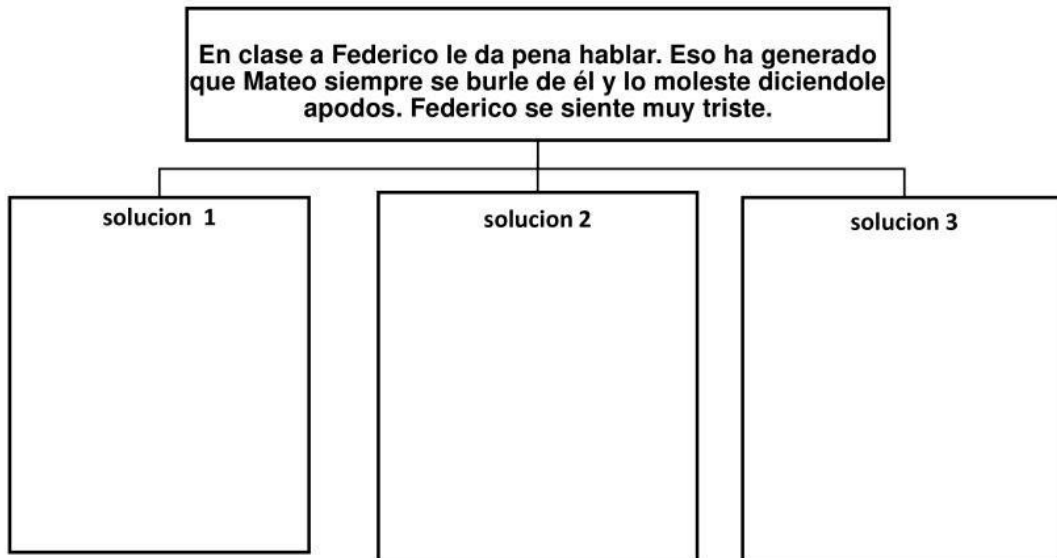 En clase a Federico le da pena hablar. Eso ha generado
que Mateo siempre se burle de él y lo moleste diciendole
apodos. Federico se siente muy triste.
solucion 1
solucion 2
solucion 3